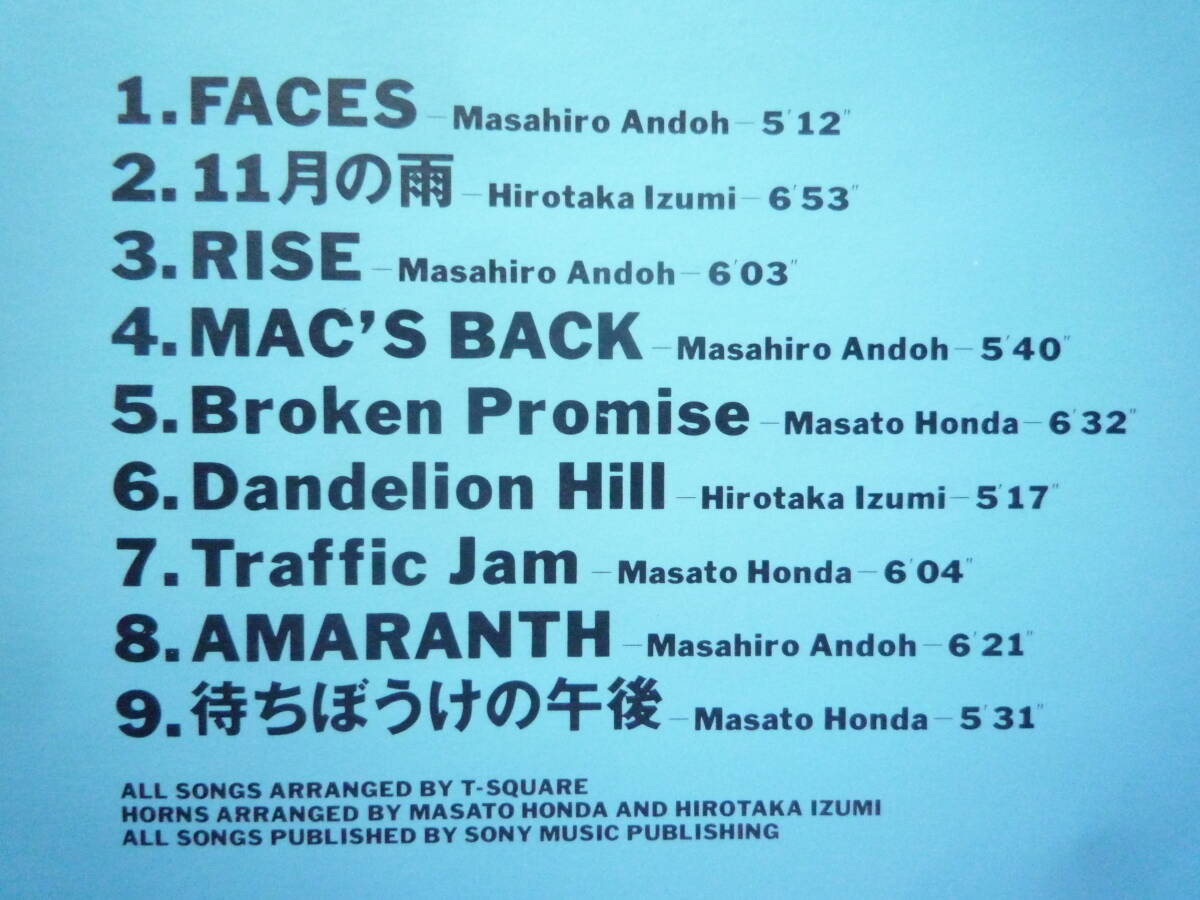 1. FACES – Masahiro Andoh – 5'12"
2. 11月の雨 – Hirotaka Izumi – 6'53"
3. RISE – Masahiro Andoh – 6'03"
4. MAC'S BACK – Masahiro Andoh – 5'40"
5. Broken Promise – Masato Honda – 6'32"
6. Dandelion Hill – Hirotaka Izumi – 5'17"
7. Traffic Jam – Masato Honda – 6'04"
8. AMARANTH – Masahiro Andoh – 6'21"
9. 待ちぼうけの午後 – Masato Honda – 5'31"
ALL SONGS ARRANGED BY T-SQUARE
HORNS ARRANGED BY MASATO HONDA AND HIROTAKA IZUMI
ALL SONGS PUBLISHED BY SONY MUSIC PUBLISHING